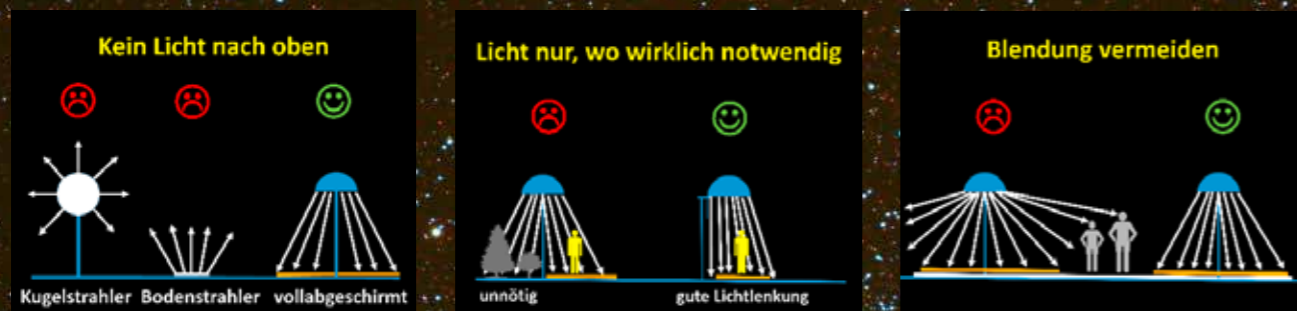 Kein Licht nach oben
Kugelstrahler Bodenstrahler vollabgeschirmt
Licht nur, wo wirklich notwendig
unnötig gute Lichtlenkung
Blendung vermeiden